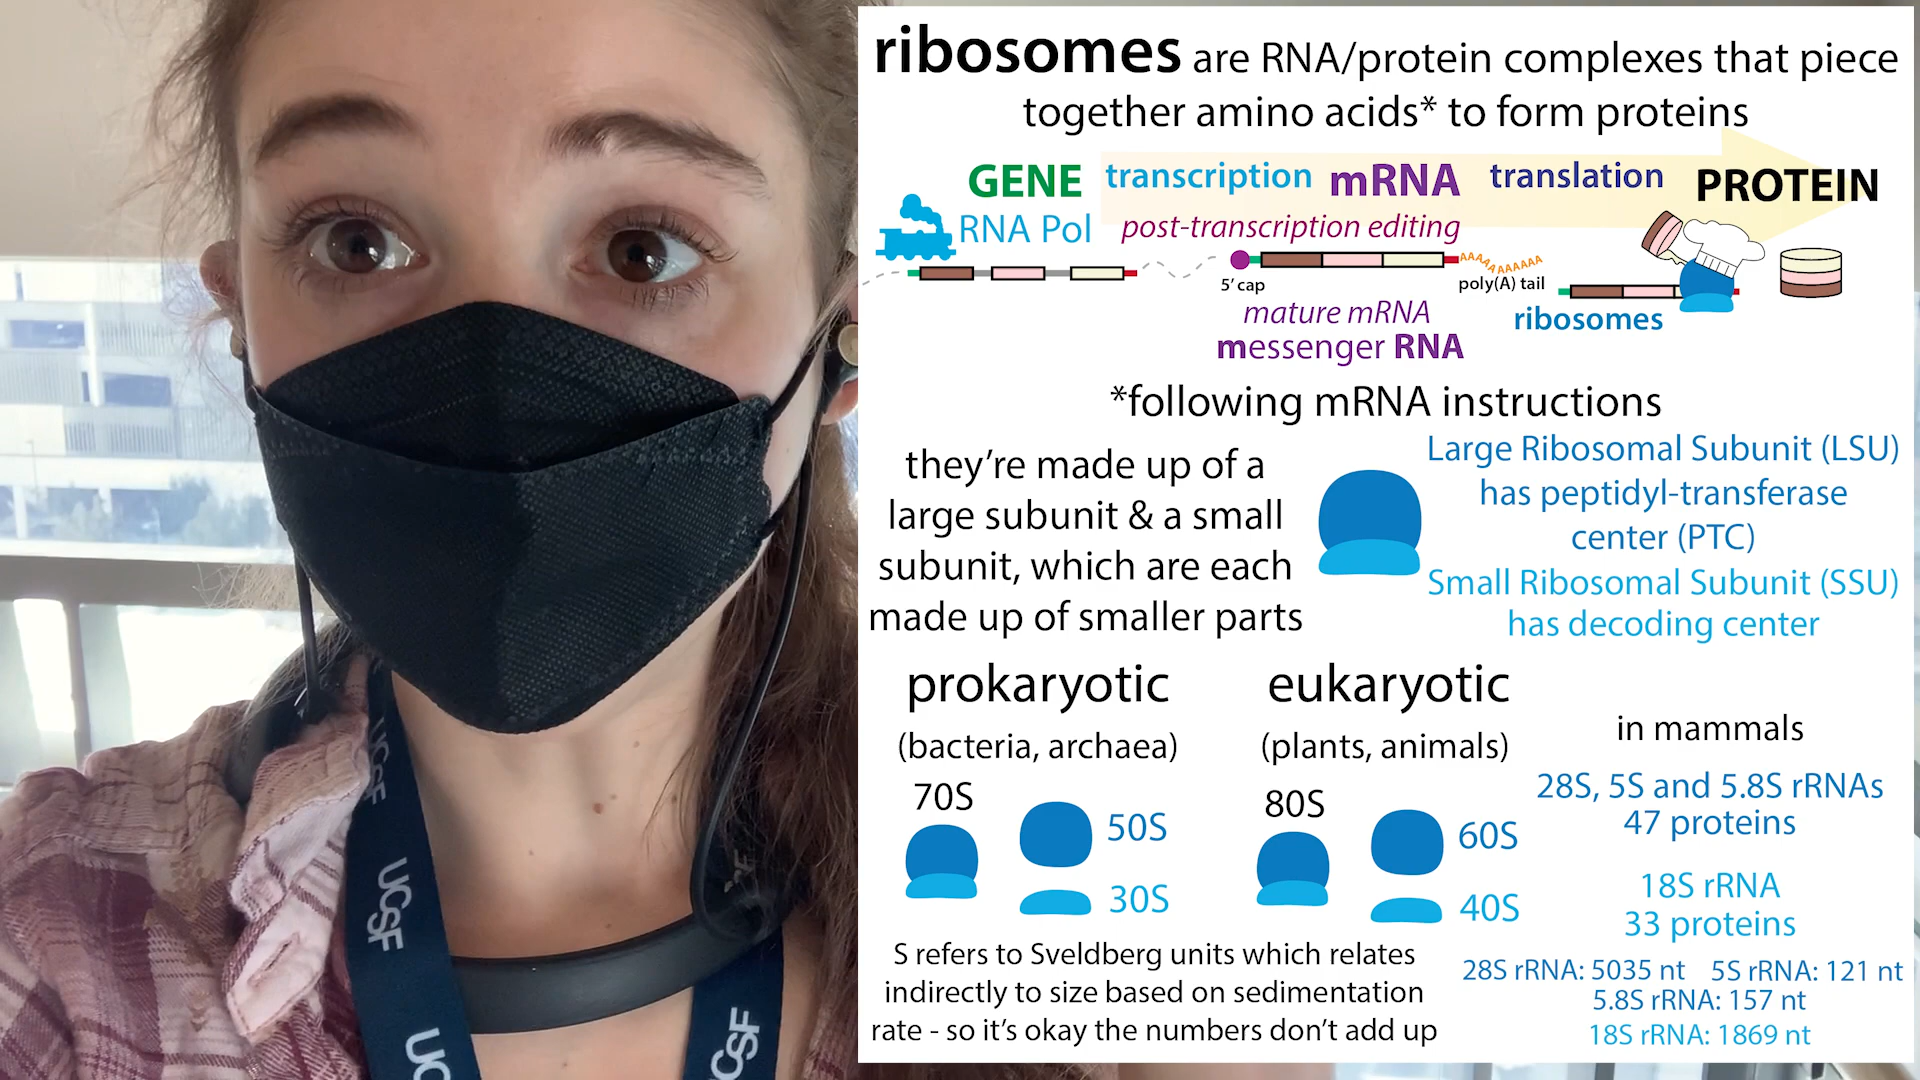 ribosomes are RNA/protein complexes that piece
together amino acids* to form proteins
GENE transcription mRNA translation PROTEIN
RNA Pol post-transcription editing
AAAAAAAAAAA
5' cap
poly(A) tail
mature mRNA
ribosomes
messenger RNA
*following mRNA instructions
they're made up of a
large subunit & a small
subunit, which are each
made up of smaller parts
Large Ribosomal Subunit (LSU)
has peptidyl-transferase
center (PTC)
Small Ribosomal Subunit (SSU)
has decoding center
prokaryotic
(bacteria, archaea)
70S
50S
30S
eukaryotic
(plants, animals)
80S
60S
40S
in mammals
28S, 5S and 5.8S rRNAs
47 proteins
18S rRNA
33 proteins
S refers to Sveldberg units which relates
indirectly to size based on sedimentation
rate - so it's okay the numbers don't add up
28S rRNA: 5035 nt 5S rRNA: 121 nt
5.8S rRNA: 157 nt
18S rRNA: 1869 nt
UCSF
UCSF
UC
CSF